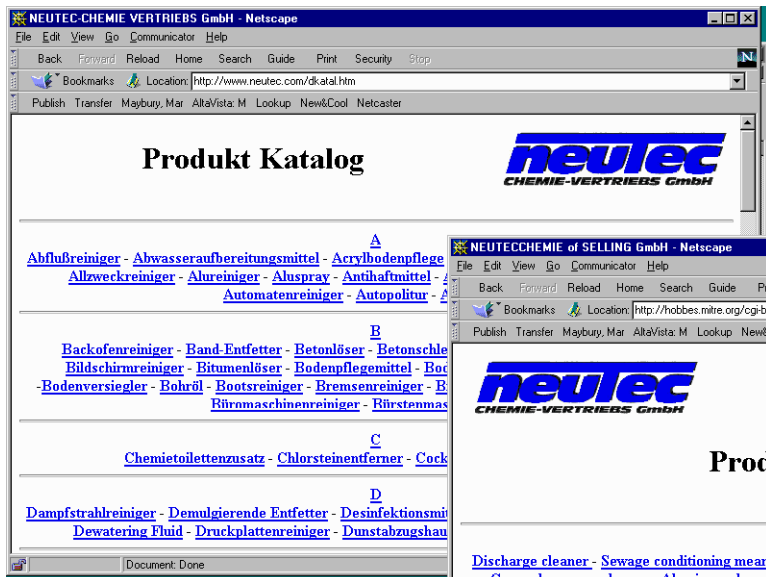 NEUTEC-CHEMIE VERTRIEBS GmbH - Netscape
File Edit View Go Communicator Help
Back Forward Reload Home Search Guide Print Security Stop
N
Bookmarks Location: http://www.neutec.com/dkatal.htm
Publish Transfer Maybury, Mar AltaVista: M Lookup New&Cool Netcaster
Produkt Katalog
neutec
CHEMIE-VERTRIEBS GmbH
A
Abflußreiniger - Abwasseraufbereitungsmittel - Acrylbodenpflege
Allzweckreiniger - Alureiniger - Aluspray - Antihaftmittel -
Automatenreiniger - Autopolitur -
B
Backofenreiniger - Band-Entfetter - Betonlöser - Betonschle
Bildschirmreiniger - Bitumenlöser - Bodenpflegemittel - Bod
-Bodenversiegler - Bohröl - Bootsreiniger - Bremsenreiniger - B
Büromaschinenreiniger - Bürstenmas
C
Chemietoilettenzusatz - Chlorsteinentferner - Cock
D
Dampfstrahlreiniger - Demulgierende Entfetter - Desinfektionsmit
Dewatering Fluid - Druckplattenreiniger - Dunstabzugshau
Document: Done
NEUTECCHEMIE of SELLING GmbH - Netscape
File Edit View Go Communicator Help
Back Forward Reload Home Search Guide P
Bookmarks Location: http://hobbes.mitre.org/cgi-b
Publish Transfer Maybury, Mar AltaVista: M Lookup New&
neutec
CHEMIE-VERTRIEBS GmbH
Prod
Discharge cleaner - Sewage conditioning mean